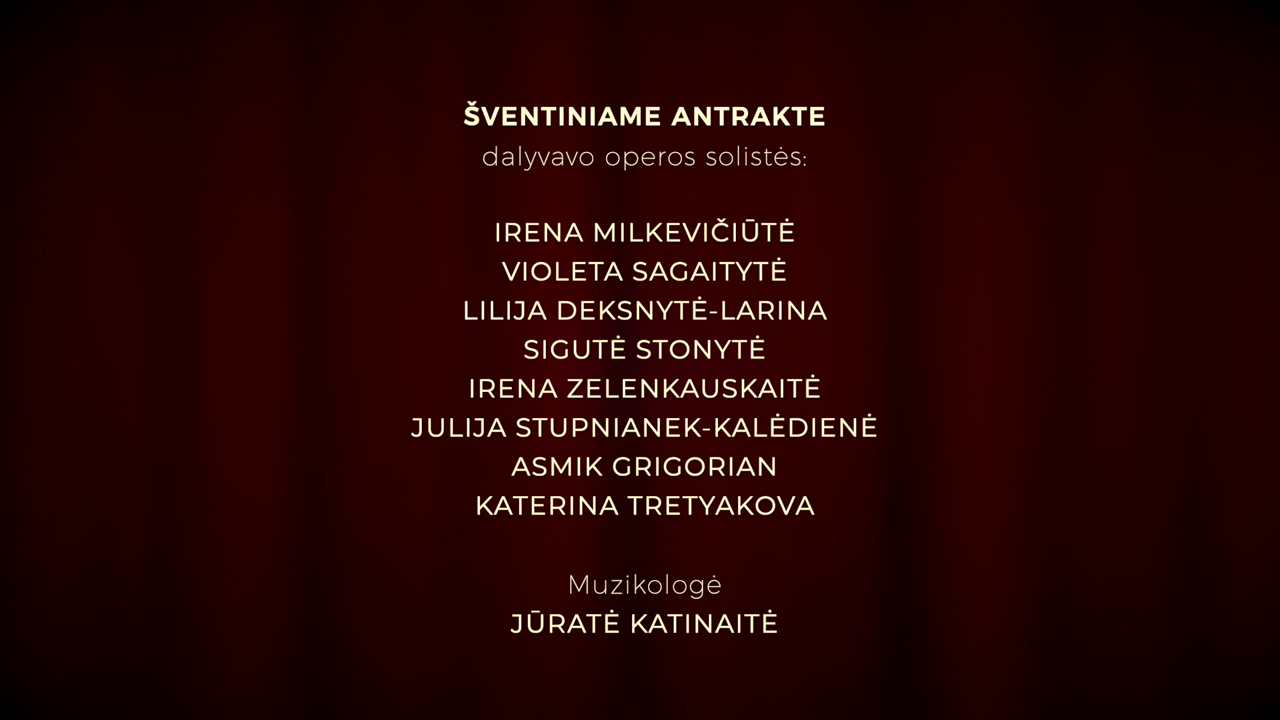 ŠVENTINIAME ANTRAKTE
dalyvavo operos solistės:
IRENA MILKEVIČIŪTĖ
VIOLETA SAGAITYTĖ
LILIJA DEKSNYTĖ-LARINA
SIGUTĖ STONYTĖ
IRENA ZELENKAUSKAITĖ
JULIJA STUPNIANEK-KALĖDIENĖ
ASMIK GRIGORIAN
KATERINA TRETYAKOVA
Muzikologė
JŪRATĖ KATINAITĖ